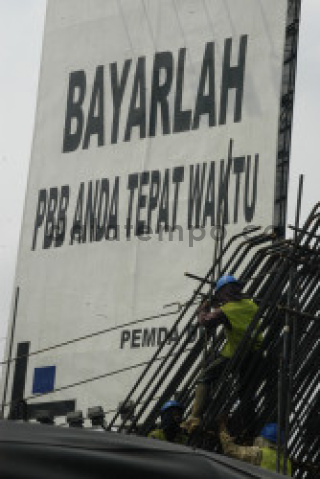 BAYARLAH
PBB ANDA TEPAT WAKTU
PEMDA